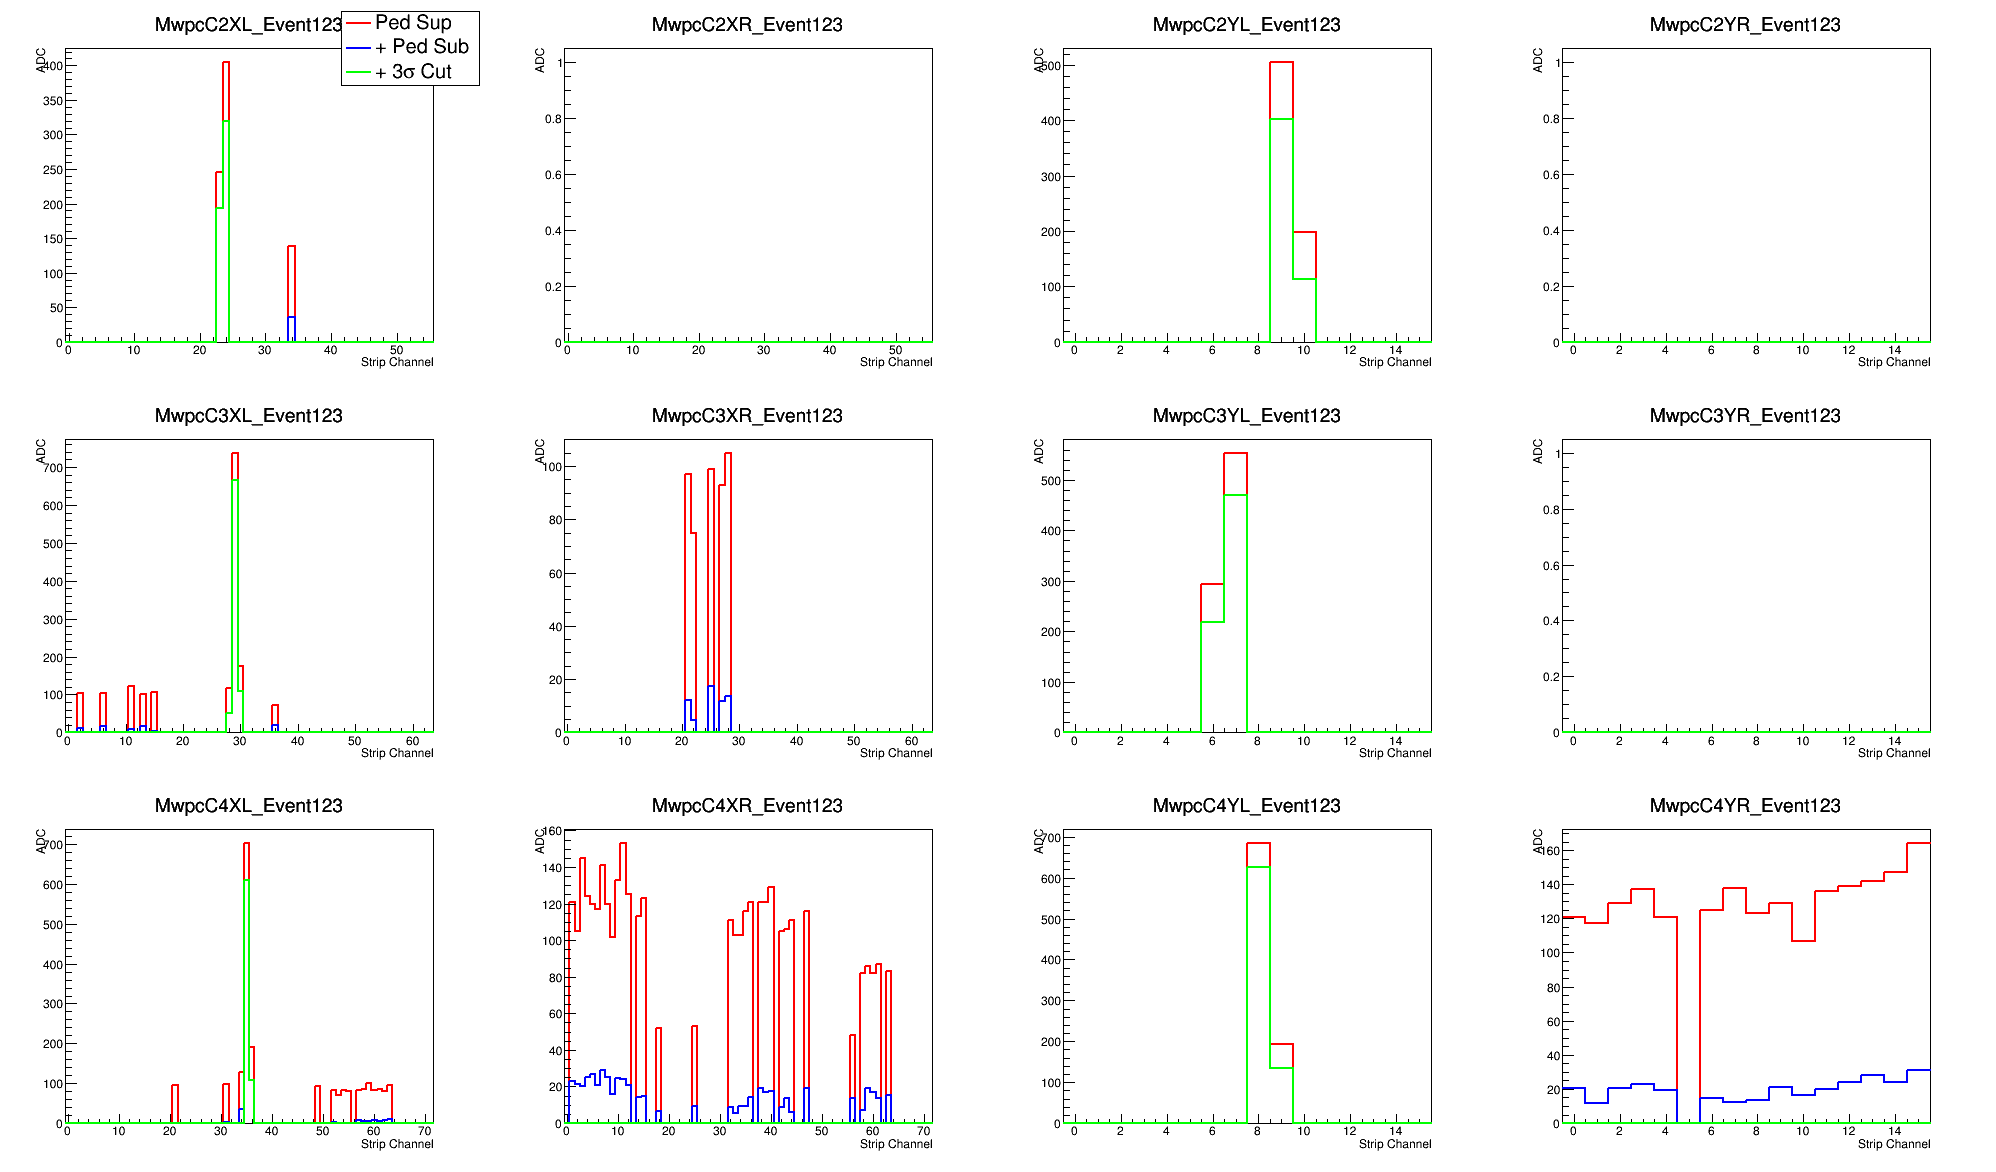 MwpcC2XL_Event123
ADC
400
350
300
250
200
150
100
50
0
0 10 20 30 40 50
Strip Channel
Ped Sup
+ Ped Sub
+ 3σ Cut
MwpcC2XR_Event123
ADC
1
0.8
0.6
0.4
0.2
0
0 10 20 30 40 50
Strip Channel
MwpcC2YL_Event123
ADC
500
400
300
200
100
0
0 2 4 6 8 10 12 14
Strip Channel
MwpcC2YR_Event123
ADC
1
0.8
0.6
0.4
0.2
0
0 2 4 6 8 10 12 14
Strip Channel
MwpcC3XL_Event123
ADC
700
600
500
400
300
200
100
0
0 10 20 30 40 50 60
Strip Channel
MwpcC3XR_Event123
ADC
100
80
60
40
20
0
0 10 20 30 40 50 60
Strip Channel
MwpcC3YL_Event123
ADC
500
400
300
200
100
0
0 2 4 6 8 10 12 14
Strip Channel
MwpcC3YR_Event123
ADC
1
0.8
0.6
0.4
0.2
0
0 2 4 6 8 10 12 14
Strip Channel
MwpcC4XL_Event123
ADC
700
600
500
400
300
200
100
0
0 10 20 30 40 50 60 70
Strip Channel
MwpcC4XR_Event123
ADC
160
140
120
100
80
60
40
20
0
0 10 20 30 40 50 60 70
Strip Channel
MwpcC4YL_Event123
ADC
700
600
500
400
300
200
100
0
0 2 4 6 8 10 12 14
Strip Channel
MwpcC4YR_Event123
ADC
160
140
120
100
80
60
40
20
0
0 2 4 6 8 10 12 14
Strip Channel